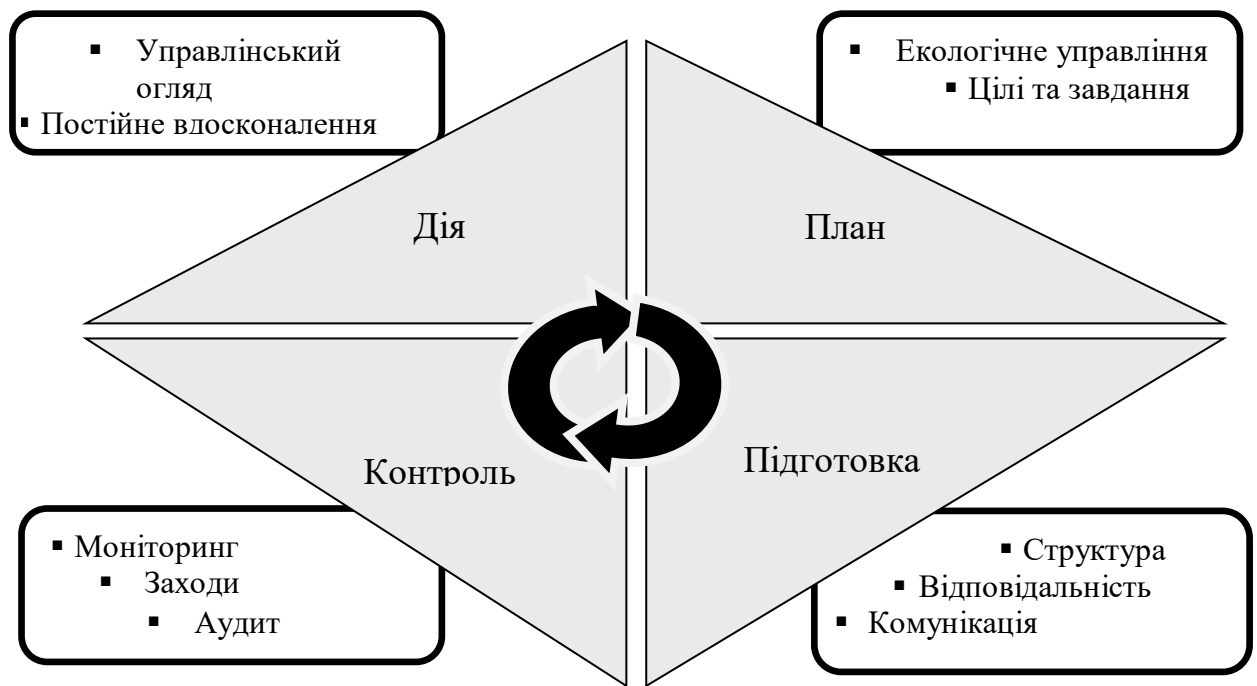 ▪ Управлінський
огляд
▪ Постійне вдосконалення
▪ Екологічне управління
▪ Цілі та завдання
Дія
План
Контроль
Підготовка
▪ Моніторинг
▪ Заходи
▪ Аудит
▪ Структура
▪ Відповідальність
▪ Комунікація